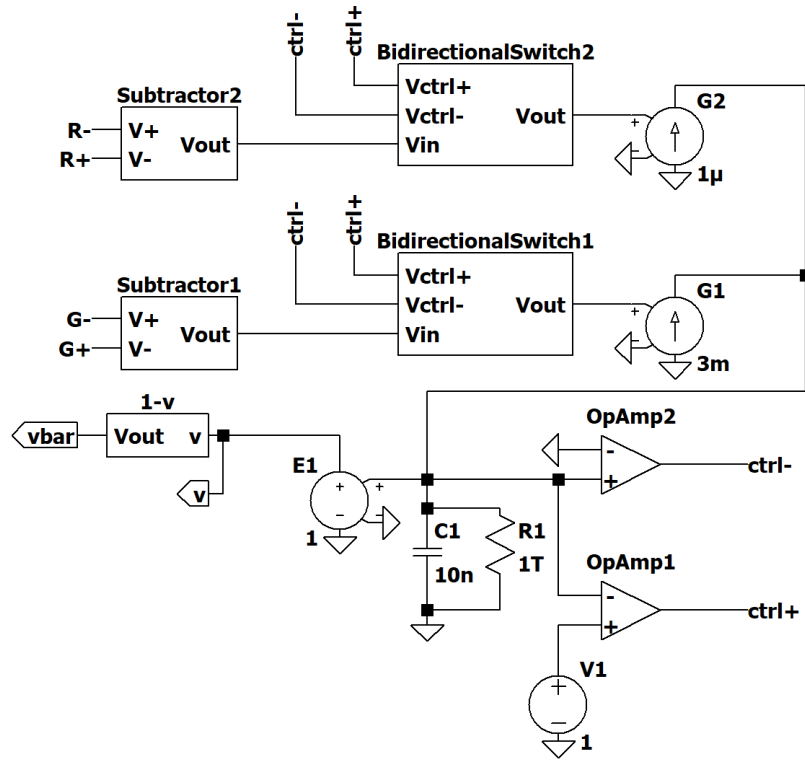 ctrl-
ctrl+
BidirectionalSwitch2
Subtractor2
Vctrl+
G2
R-
V+
Vctrl-
Vout
+
R+
V-
Vout
Vin
-
1µ
ctrl-
ctrl+
BidirectionalSwitch1
Subtractor1
Vctrl+
G1
G-
V+
Vctrl-
Vout
+
G+
V-
Vout
Vin
-
3m
1-v
OpAmp2
vbar
Vout
v
-
E1
+
ctrl-
+
+
v
-
-
C1
R1
1
10n
1T
OpAmp1
-
ctrl+
+
V1
+
-
1